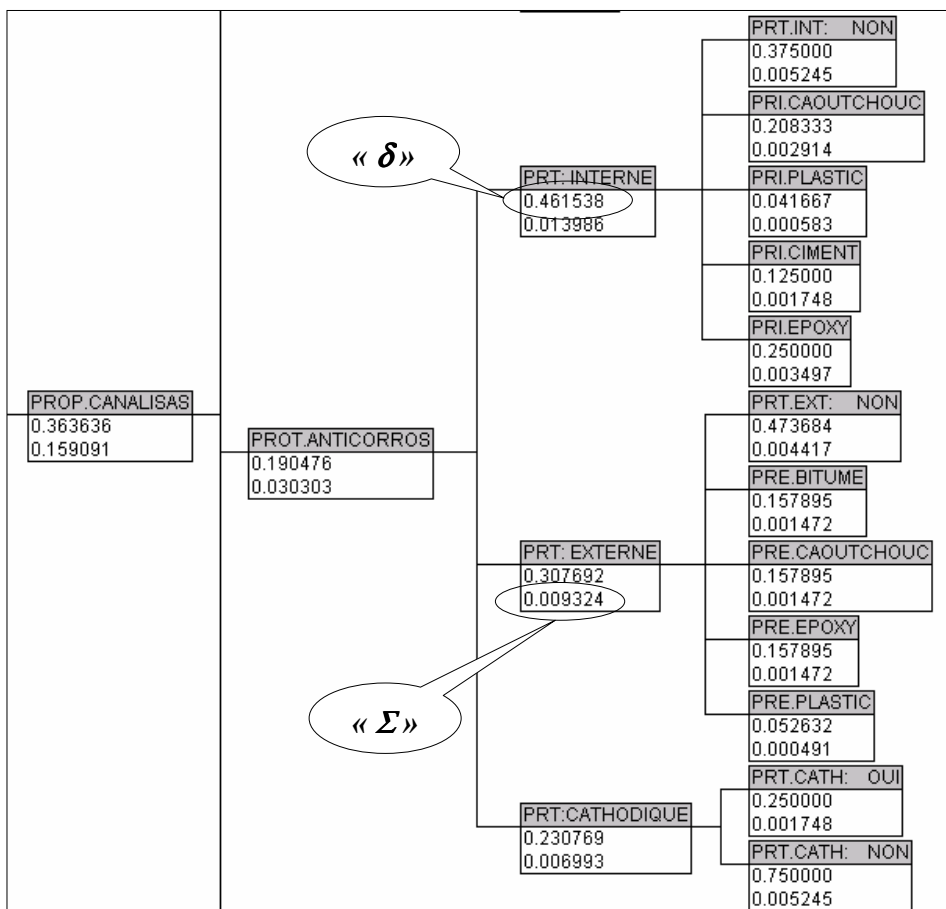 PROP.CANALISAS
0.363636
0.159091
PROT.ANTICORROS
0.190476
0.030303
« δ»
PRT: INTERNE
0.461538
0.013986
PRT.INT: NON
0.375000
0.005245
PRI.CAOUTCHOUC
0.208333
0.002914
PRI.PLASTIC
0.041667
0.000583
PRI.CIMENT
0.125000
0.001748
PRI.EPOXY
0.250000
0.003497
PRT: EXTERNE
0.307692
0.009324
« Σ»
PRT.EXT: NON
0.473684
0.004417
PRE.BITUME
0.157895
0.001472
PRE.CAOUTCHOUC
0.157895
0.001472
PRE.EPOXY
0.157895
0.001472
PRE.PLASTIC
0.052632
0.000491
PRT:CATHODIQUE
0.230769
0.006993
PRT.CATH: OUI
0.250000
0.001748
PRT.CATH: NON
0.750000
0.005245